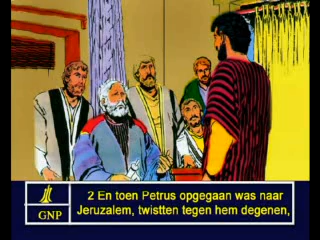 2 En toen Petrus opgegaan was naar
Jeruzalem, twistten tegen hem degenen,
GNP